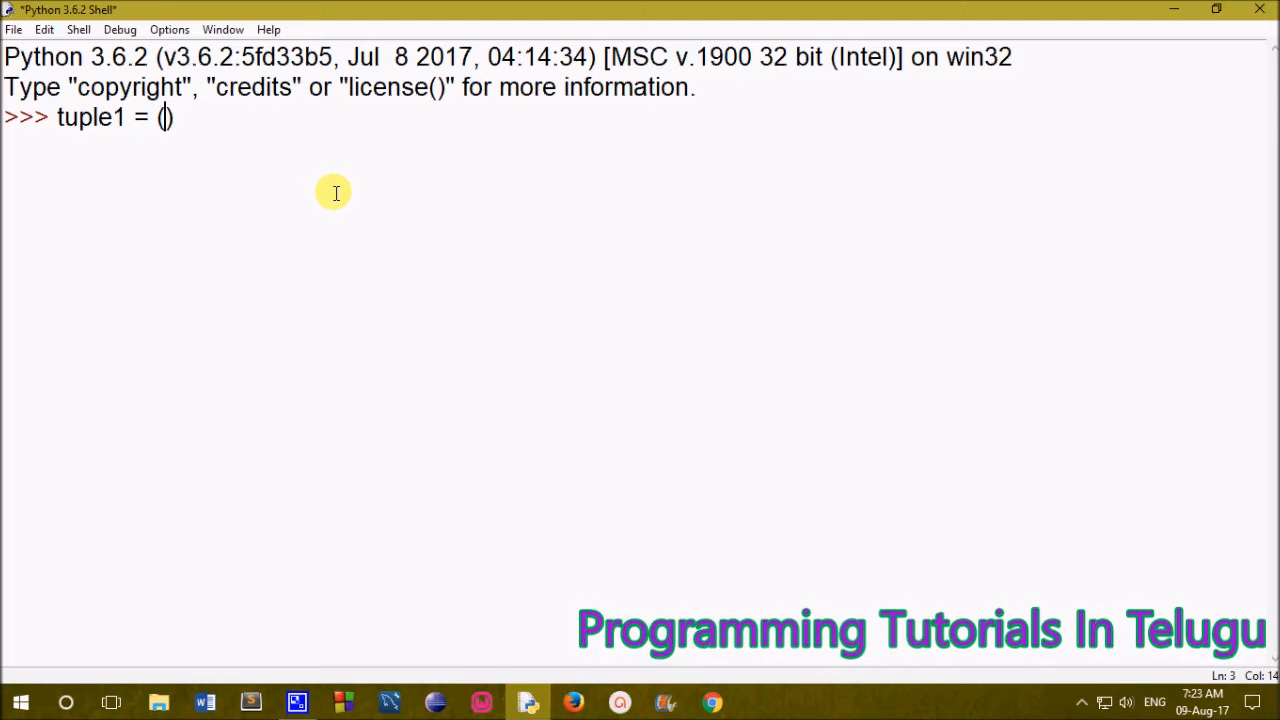 *Python 3.6.2 Shell*
File Edit Shell Debug Options Window Help
Python 3.6.2 (v3.6.2:5fd33b5, Jul  8 2017, 04:14:34) [MSC v.1900 32 bit (Intel)] on win32
Type "copyright", "credits" or "license()" for more information.
>>> tuple1 = ()
Programming Tutorials In Telugu
Ln: 3 Col: 14
ENG
7:23 AM
09-Aug-17